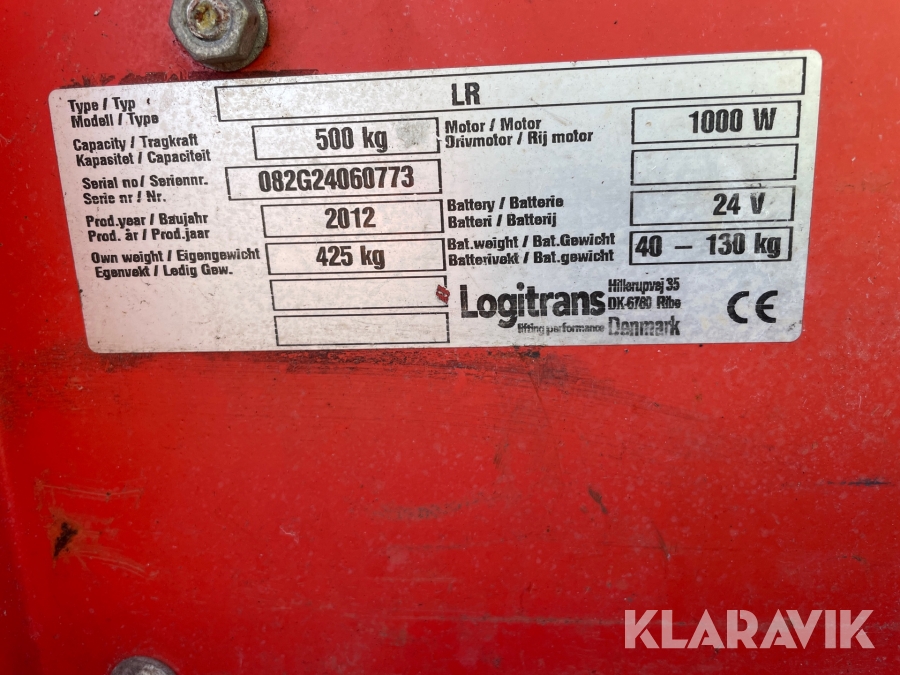 Type / Typ
Modell / Type
LR
Capacity / Tragkraft
Kapasitet / Capaciteit
500 kg
Serial no / Seriennr.
Serie nr / Nr.
082G24060773
Prod.year / Baujahr
Prod. år / Prod.jaar
2012
Own weight / Eigengewicht
Egenvekt / Ledig Gew.
425 kg
Motor / Motor
Drivmotor / Rij motor
1000 W
Battery / Batterie
Batteri / Batterij
24 V
Bat.weight / Bat.Gewicht
Batterivekt / Bat.gewicht
40 – 130 kg
Logitrans
lifting performance
Hillerupvej 35
DK-6760 Ribe
Denmark
CE
KLARAVIK